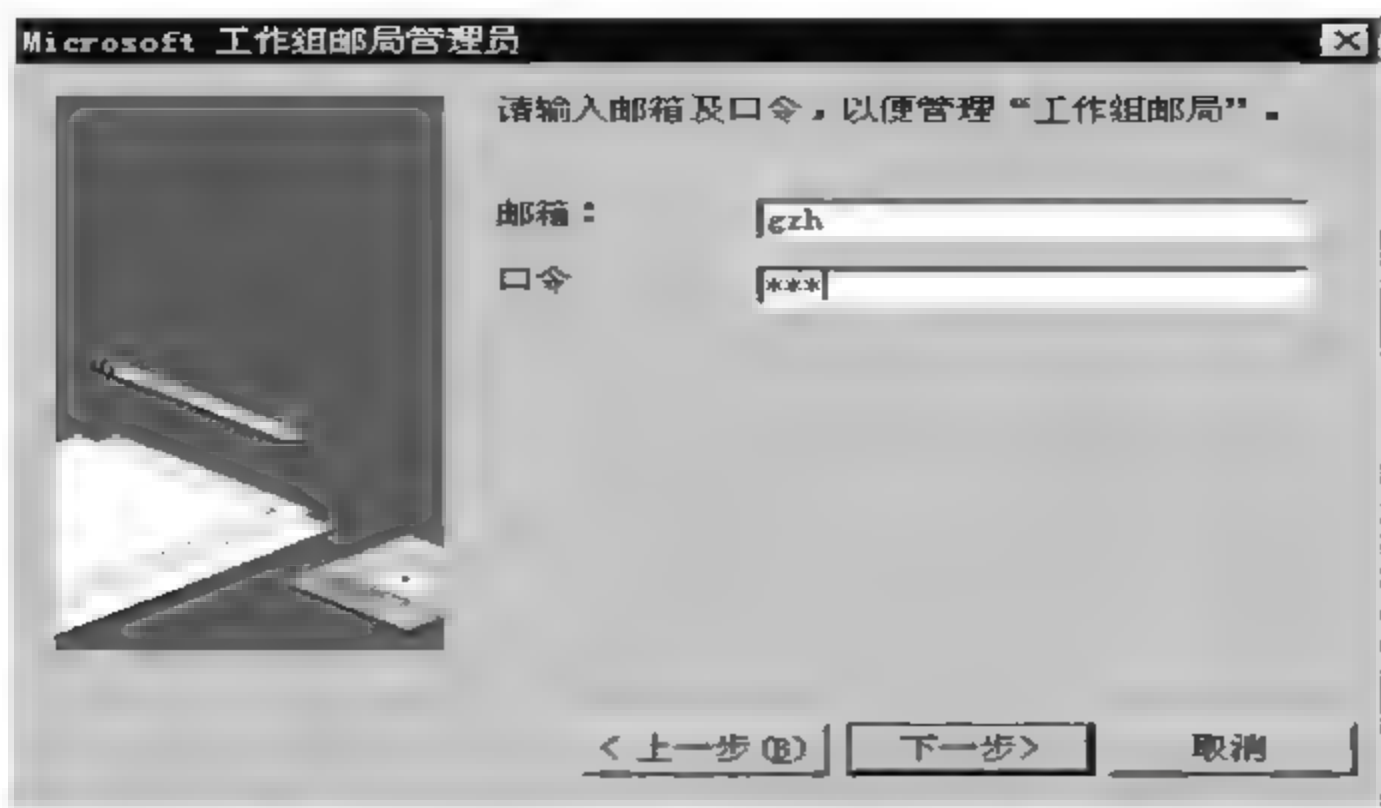 Microsoft 工作组邮局管理员
请输入邮箱及口令，以便管理“工作组邮局”。
邮箱： gzh
口令 ***
< 上一步(B) 下一步> 取消